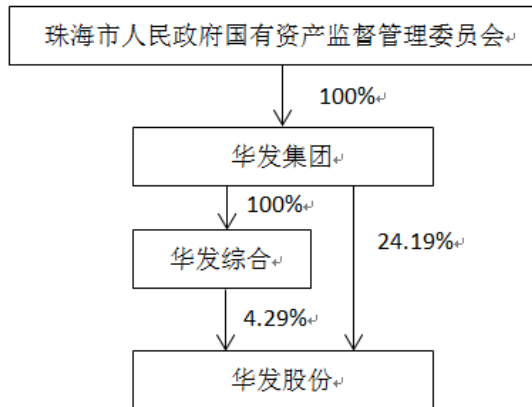 珠海市人民政府国有资产监督管理委员会
100%
华发集团
100%
24.19%
华发综合
4.29%
华发股份